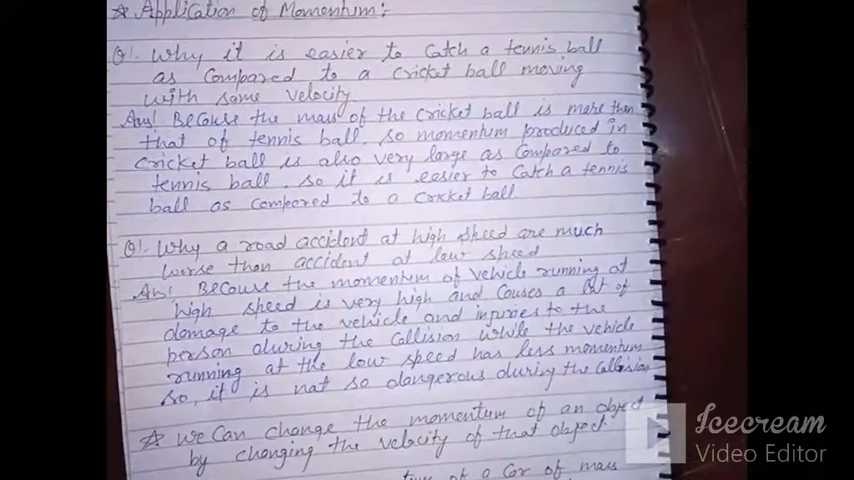 ☆ Application of Momentum:
Q!. Why it is easier to catch a tennis ball
as compared to a cricket ball moving
with same velocity
Ans! Because the mass of the cricket ball is more than
that of tennis ball, so momentum produced in
cricket ball is also very large as compared to
tennis ball. so it is easier to catch a tennis
ball as compared to a cricket ball
Q!. Why a road accident at high speed are much
worse than accident at low speed
Ans! Because the momentum of vehicle running at
high speed is very high and causes a lot of
damage to the vehicle and injuries to the
person during the collision while the vehicle
running at the low speed has less momentum
so, it is not so dangerous during the collision
☆ We can change the momentum of an object
by changing the velocity of that object
of a car of mass
Icecream
Video Editor